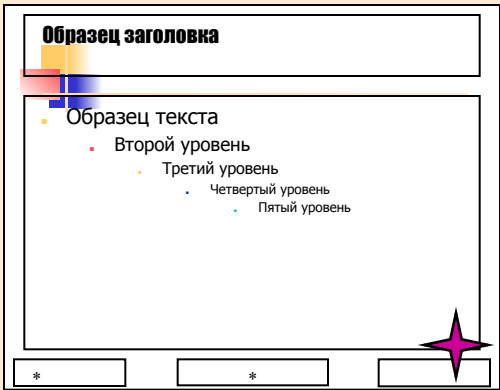 Образец заголовка
Образец текста
Второй уровень
Третий уровень
Четвертый уровень
Пятый уровень
* *